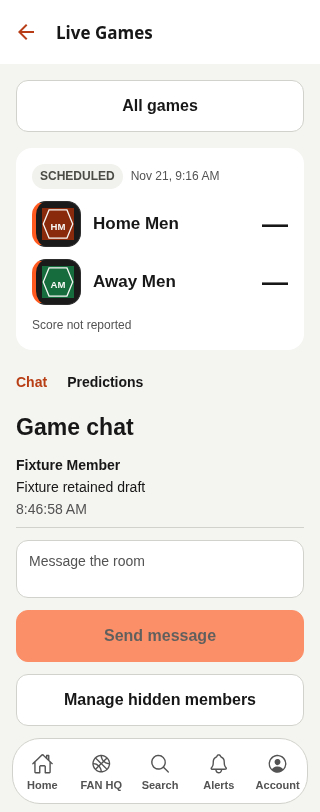 Live Games
All games
SCHEDULED Nov 21, 9:16 AM
HM Home Men —
AM Away Men —
Score not reported
Chat Predictions
Game chat
Fixture Member
Fixture retained draft
8:46:58 AM
Message the room
Send message
Manage hidden members
Home FAN HQ Search Alerts Account